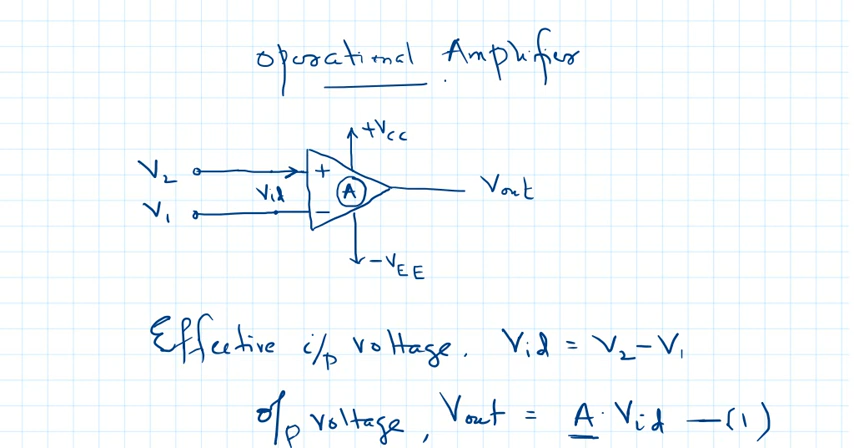 Operational Amplifier
+VCC
V2
+
Vid
A
Vout
V1
-
-VEE
Effective i/p voltage. Vid = V2 - V1
o/p voltage, Vout = A . Vid — (1)